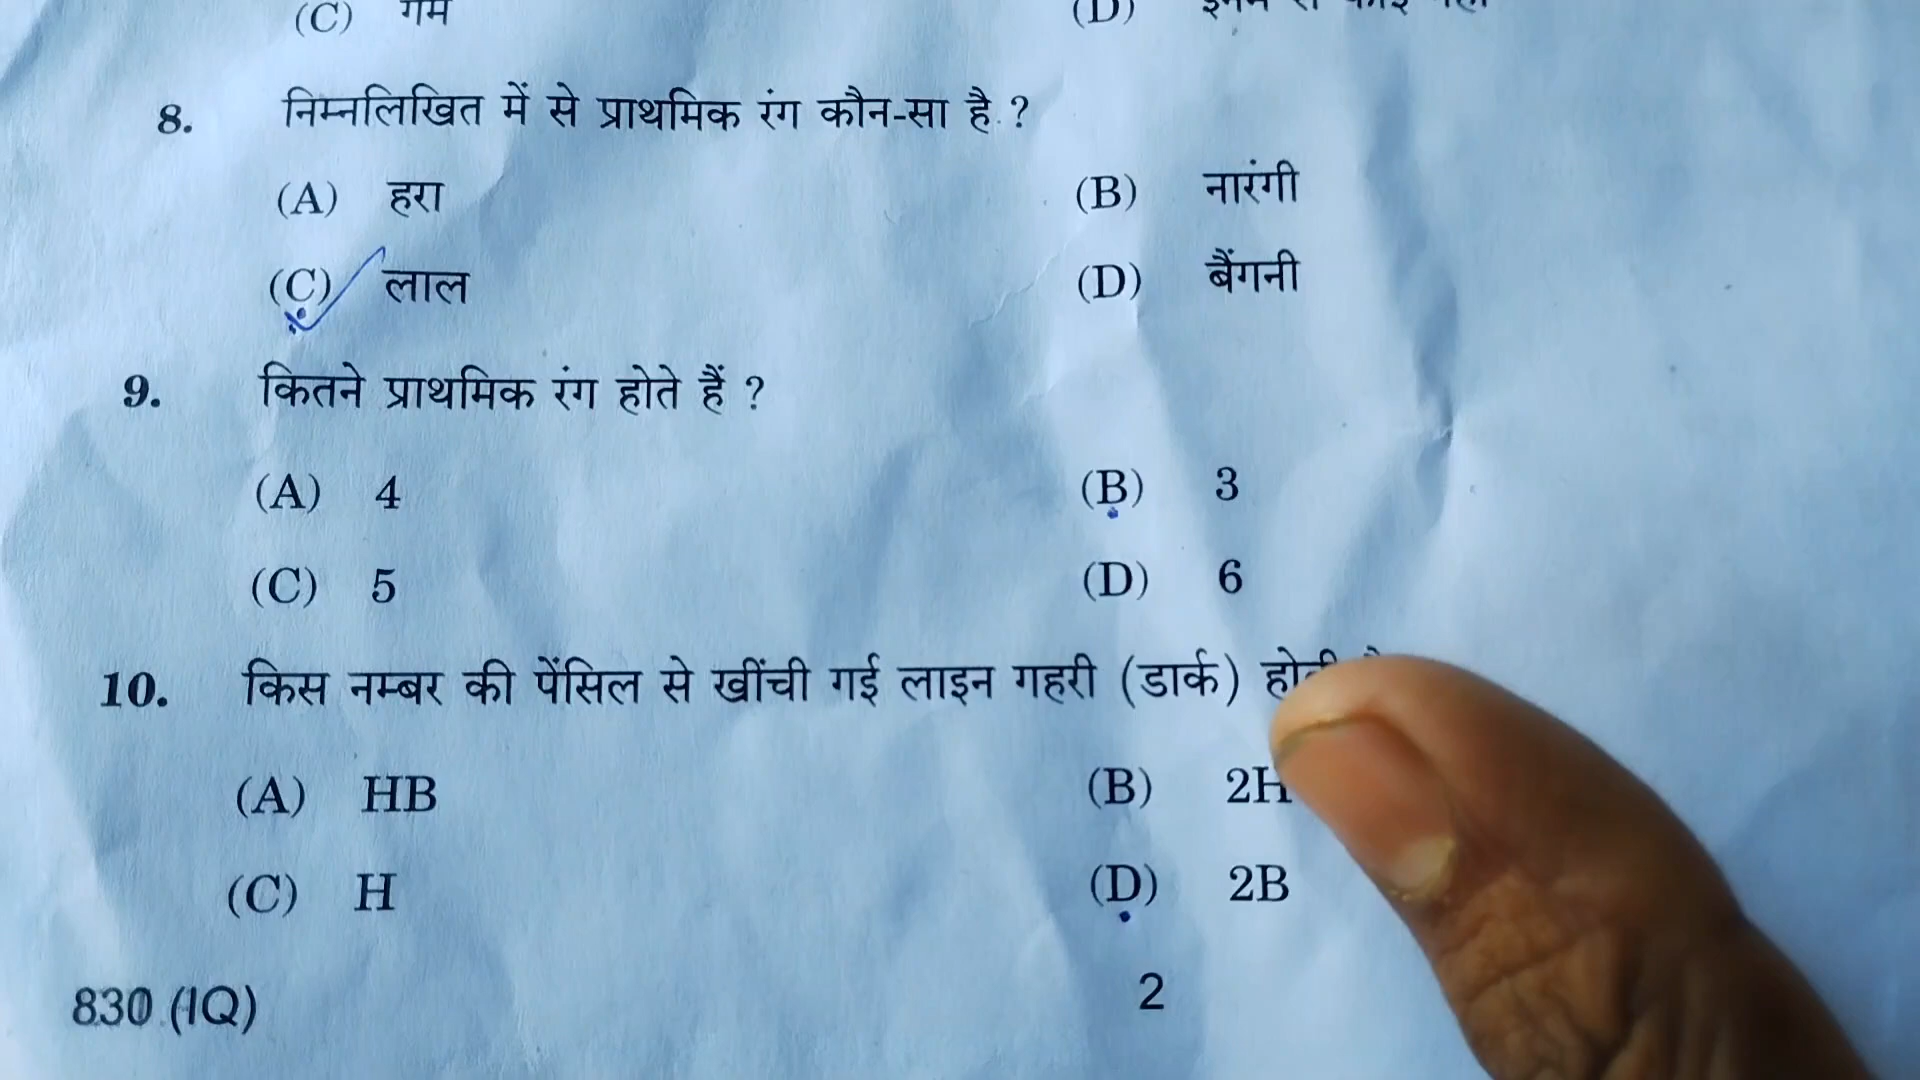 (C) गर्म (D)
8. निम्नलिखित में से प्राथमिक रंग कौन-सा है ?
(A) हरा (B) नारंगी
(C) लाल (D) बैंगनी
9. कितने प्राथमिक रंग होते हैं ?
(A) 4 (B) 3
(C) 5 (D) 6
10. किस नम्बर की पेंसिल से खींची गई लाइन गहरी (डार्क)
(A) HB (B) 2H
(C) H (D) 2B
830 (IQ) 2